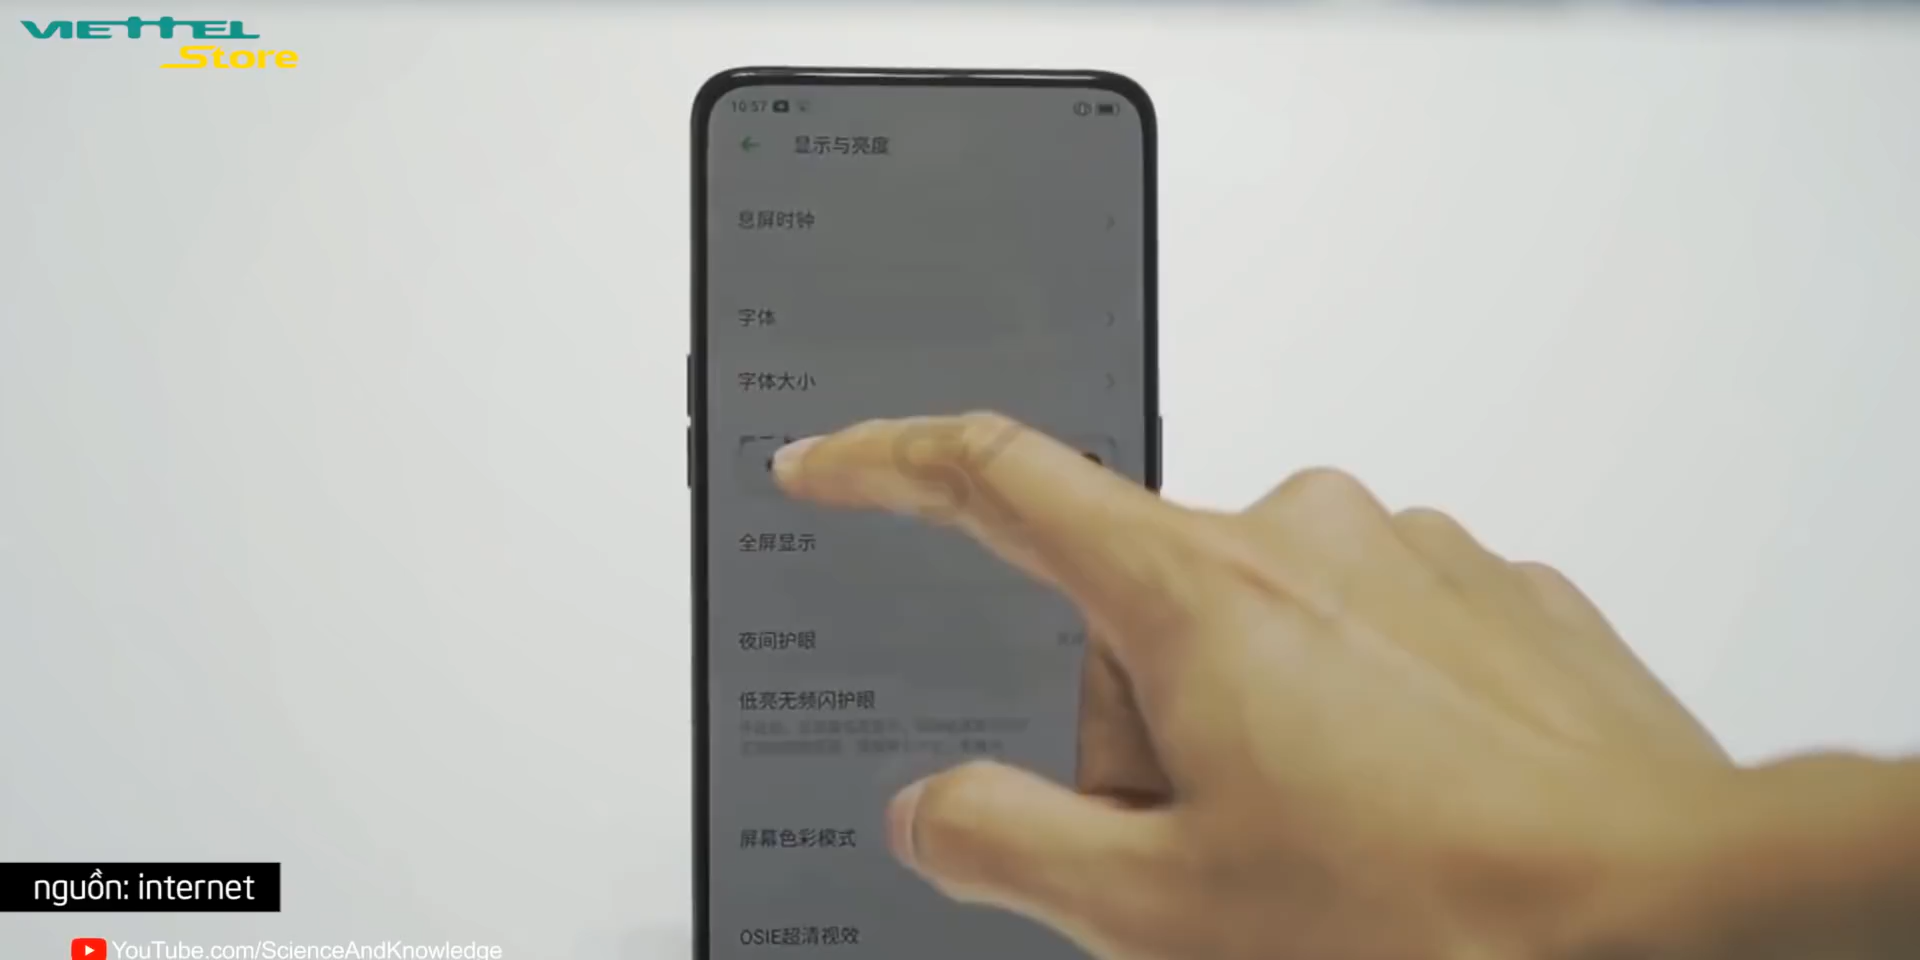 VIETTEL
Store
10:57
显示与亮度
息屏时钟
字体
字体大小
全屏显示
夜间护眼
低亮无频闪护眼
屏幕色彩模式
OSIE超清视效
nguồn: internet
YouTube.com/ScienceAndKnowledge